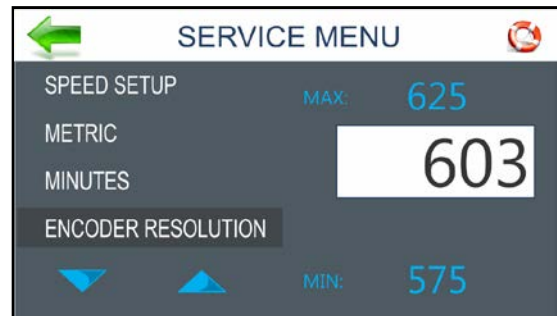 SERVICE MENU
SPEED SETUP
MAX: 625
METRIC
603
MINUTES
ENCODER RESOLUTION
MIN: 575